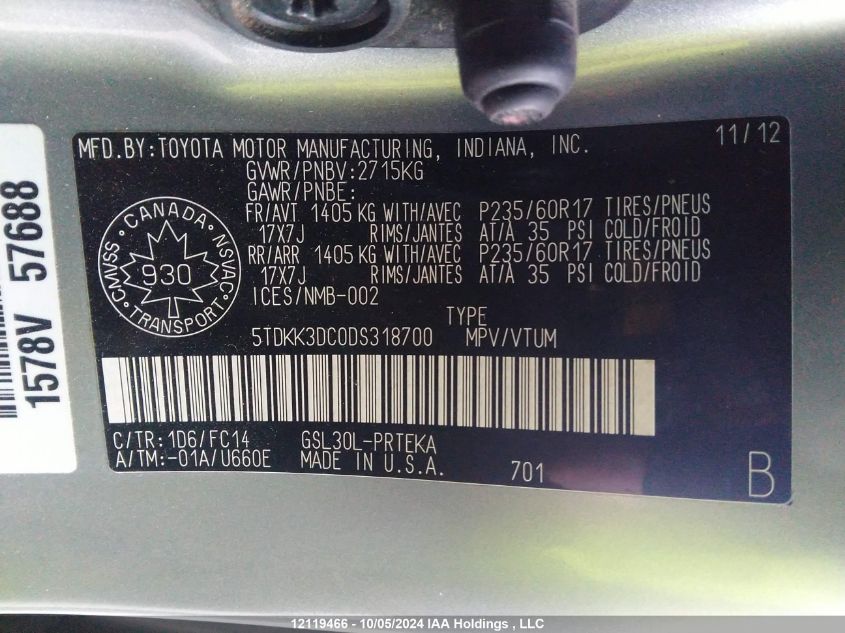 MFD.BY:TOYOTA MOTOR MANUFACTURING, INDIANA, INC. 11/12
GVWR/PNBV:2715KG
GAWR/PNBE:
FR/AVT 1405 KG WITH/AVEC P235/60R17 TIRES/PNEUS
17X7J RIMS/JANTES AT/A 35 PSI COLD/FROID
RR/ARR 1405 KG WITH/AVEC P235/60R17 TIRES/PNEUS
17X7J RIMS/JANTES AT/A 35 PSI COLD/FROID
ICES/NMB-002
CANADA
CMVSS
NSVAC
930
TRANSPORT
TYPE
5TDKK3DC0DS318700 MPV/VTUM
C/TR:1D6/FC14 GSL30L-PRTEKA
A/TM:-01A/U660E MADE IN U.S.A. 701 B
1578V 57688
12119466 - 10/05/2024 IAA Holdings , LLC